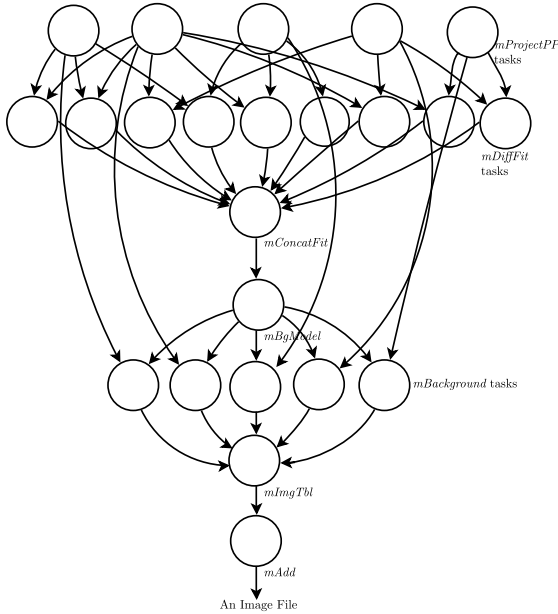 mProjectPP
tasks
mDiffFit
tasks
mConcatFit
mBgModel
mBackground tasks
mImgTbl
mAdd
An Image File